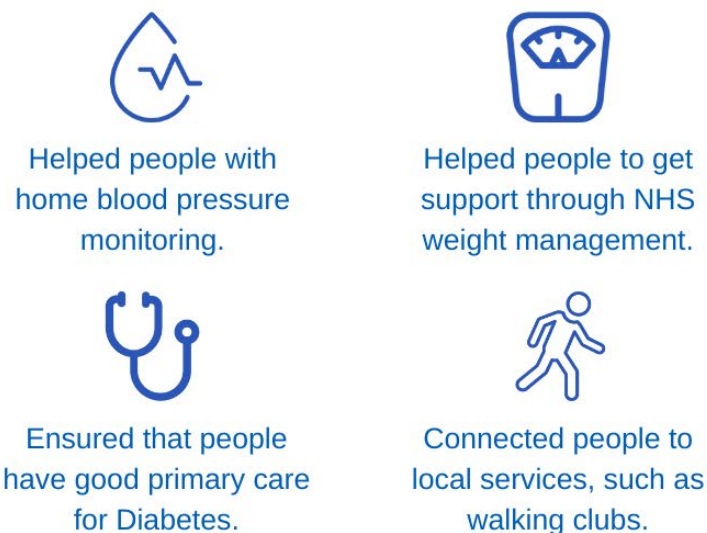 Helped people with
home blood pressure
monitoring.
Helped people to get
support through NHS
weight management.
Ensured that people
have good primary care
for Diabetes.
Connected people to
local services, such as
walking clubs.